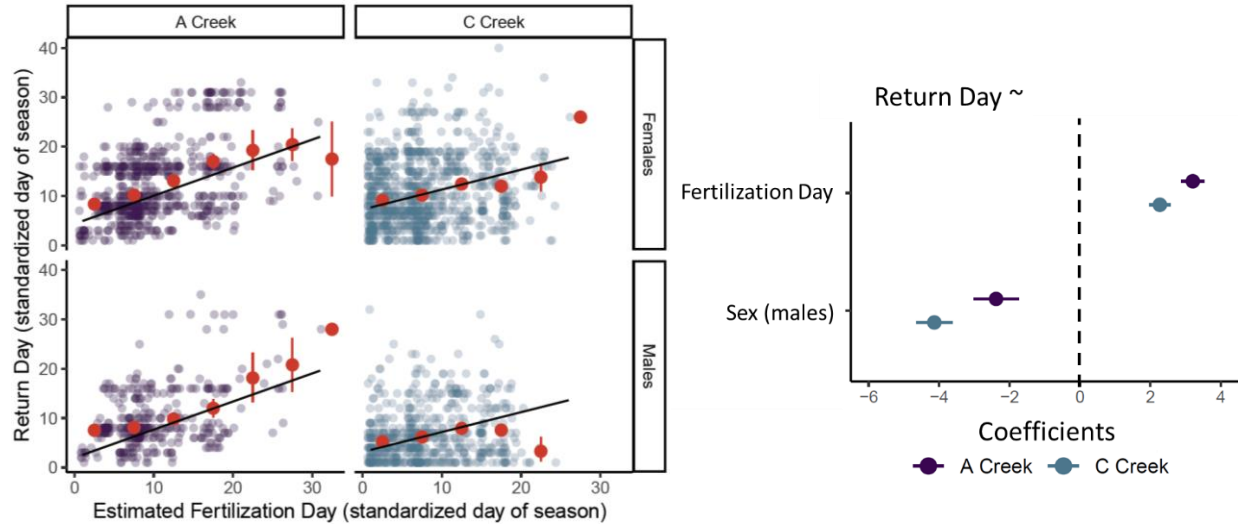 A Creek
C Creek
Return Day (standardized day of season)
40
30
20
10
0
Females
40
30
20
10
0
Males
0
10
20
30
0
10
20
30
Estimated Fertilization Day (standardized day of season)
Return Day ~
Fertilization Day
Sex (males)
−6
−4
−2
0
2
4
Coefficients
A Creek
C Creek